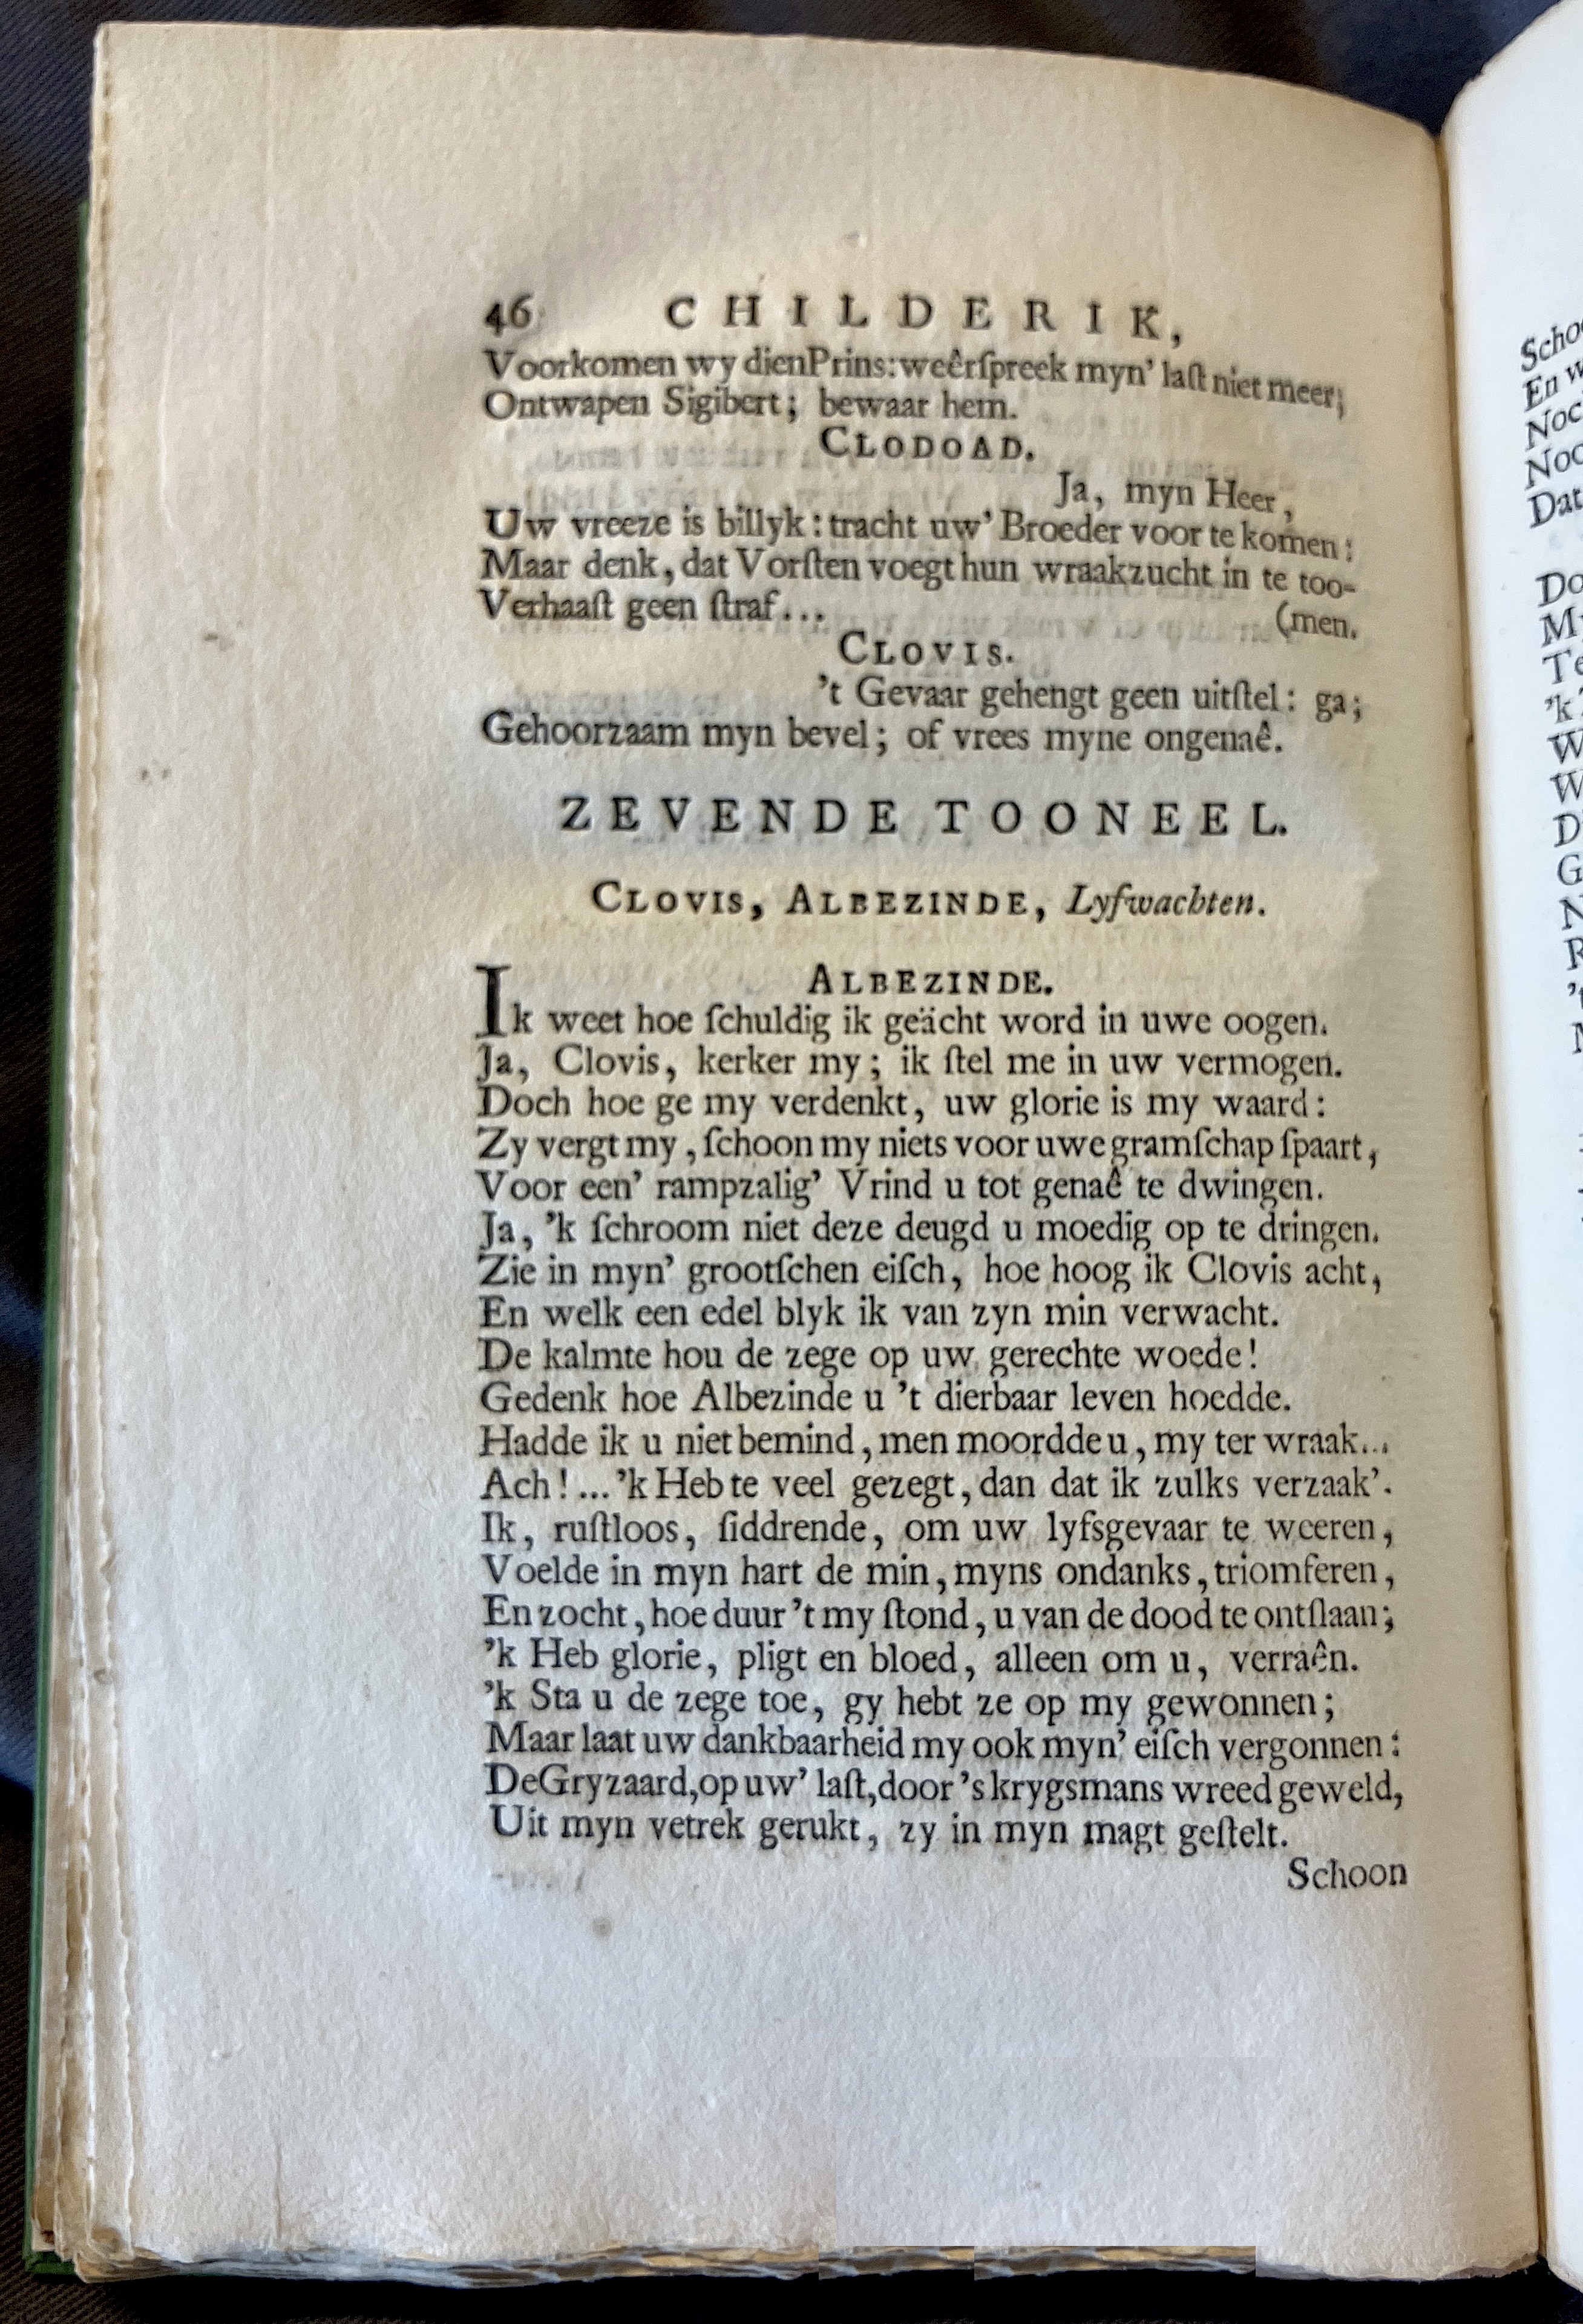 46 CHILDERIK,
Voorkomen wy dien Prins: weêrſpreek myn' laſt niet meer;
Ontwapen Sigibert; bewaar hem.
CLODOAD.
Ja, myn Heer,
Uw vreeze is billyk: tracht uw' Broeder voor te komen:
Maar denk, dat Vorſten voegt hun wraakzucht in te too-
Verhaaſt geen ſtraf... (men.
CLOVIS.
't Gevaar gehengt geen uitſtel: ga;
Gehoorzaam myn bevel; of vrees myne ongenaê.
ZEVENDE TOONEEL.
CLOVIS, ALBEZINDE, Lyfwachten.
ALBEZINDE.
Ik weet hoe ſchuldig ik geächt word in uwe oogen.
Ja, Clovis, kerker my; ik ſtel me in uw vermogen.
Doch hoe ge my verdenkt, uw glorie is my waard:
Zy vergt my, ſchoon my niets voor uwe gramſchap ſpaart,
Voor een' rampzalig' Vrind u tot genaê te dwingen.
Ja, 'k ſchroom niet deze deugd u moedig op te dringen.
Zie in myn' grootſchen eiſch, hoe hoog ik Clovis acht,
En welk een edel blyk ik van zyn min verwacht.
De kalmte hou de zege op uw gerechte woede!
Gedenk hoe Albezinde u 't dierbaar leven hoedde.
Hadde ik u niet bemind, men moordde u, my ter wraak...
Ach!... 'k Heb te veel gezegt, dan dat ik zulks verzaak'.
Ik, ruſtloos, ſiddrende, om uw lyfsgevaar te weeren,
Voelde in myn hart de min, myns ondanks, triomferen,
En zocht, hoe duur 't my ſtond, u van de dood te ontſlaan;
'k Heb glorie, pligt en bloed, alleen om u, verraên.
'k Sta u de zege toe, gy hebt ze op my gewonnen;
Maar laat uw dankbaarheid my ook myn' eiſch vergonnen:
De Gryzaard, op uw' laſt, door 's krygsmans wreed geweld,
Uit myn vetrek gerukt, zy in myn magt geſtelt.
Schoon
Scho
En w
Noc
Noc
Dat
Do
Te
'k
W
W
D
G
N
R